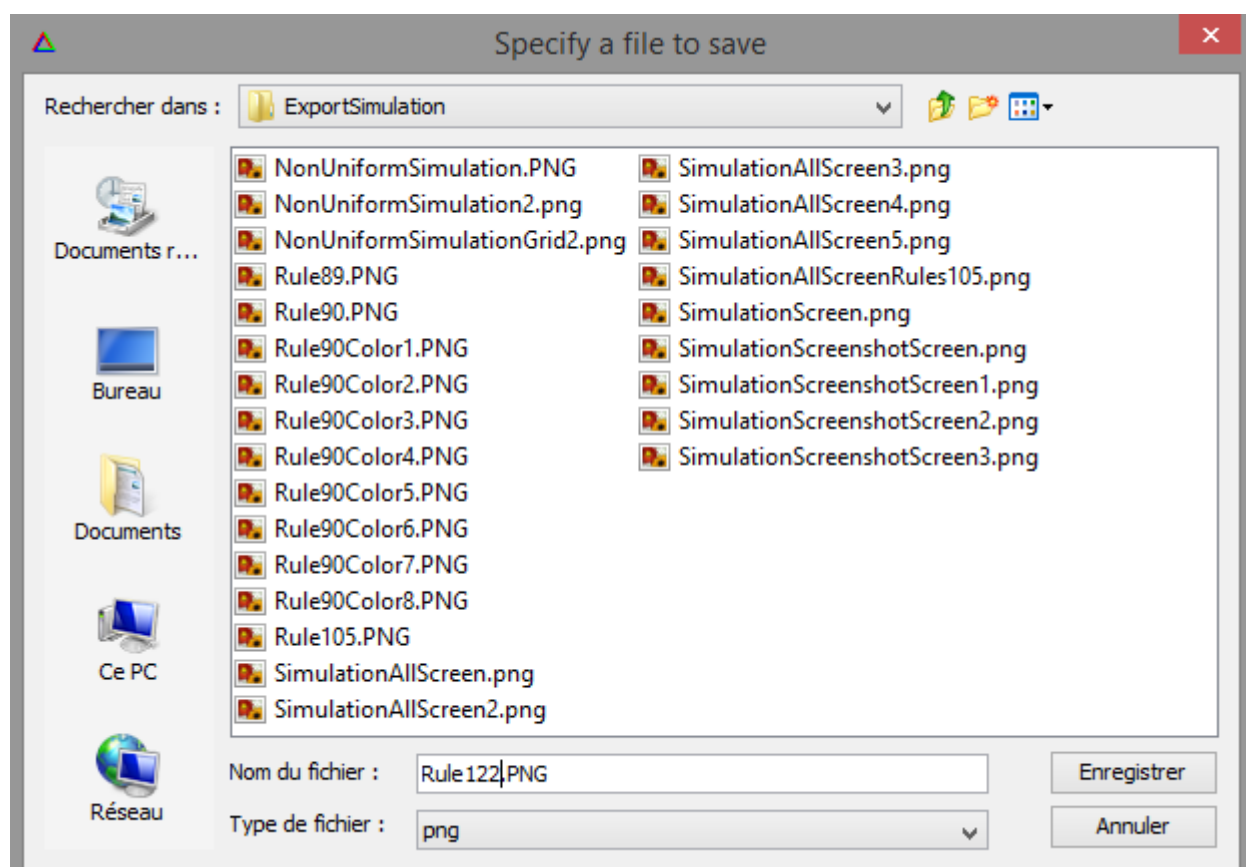 Specify a file to save
Rechercher dans :
ExportSimulation
Documents r...
Bureau
Documents
Ce PC
Réseau
NonUniformSimulation.PNG
NonUniformSimulation2.png
NonUniformSimulationGrid2.png
Rule89.PNG
Rule90.PNG
Rule90Color1.PNG
Rule90Color2.PNG
Rule90Color3.PNG
Rule90Color4.PNG
Rule90Color5.PNG
Rule90Color6.PNG
Rule90Color7.PNG
Rule90Color8.PNG
Rule105.PNG
SimulationAllScreen.png
SimulationAllScreen2.png
SimulationAllScreen3.png
SimulationAllScreen4.png
SimulationAllScreen5.png
SimulationAllScreenRules105.png
SimulationScreen.png
SimulationScreenshotScreen.png
SimulationScreenshotScreen1.png
SimulationScreenshotScreen2.png
SimulationScreenshotScreen3.png
Nom du fichier :
Rule122.PNG
Enregistrer
Type de fichier :
png
Annuler